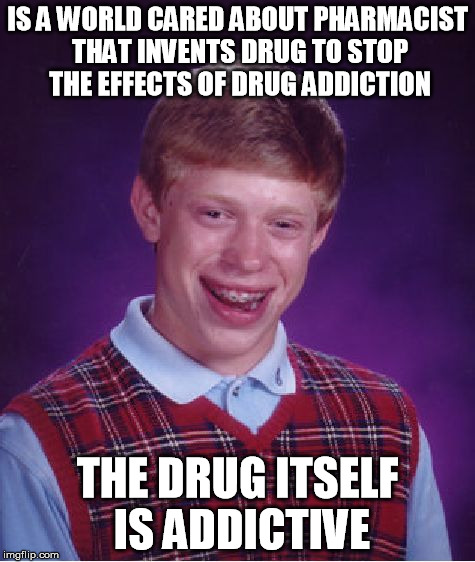 IS A WORLD CARED ABOUT PHARMACIST
THAT INVENTS DRUG TO STOP
THE EFFECTS OF DRUG ADDICTION
THE DRUG ITSELF
IS ADDICTIVE
imgflip.com